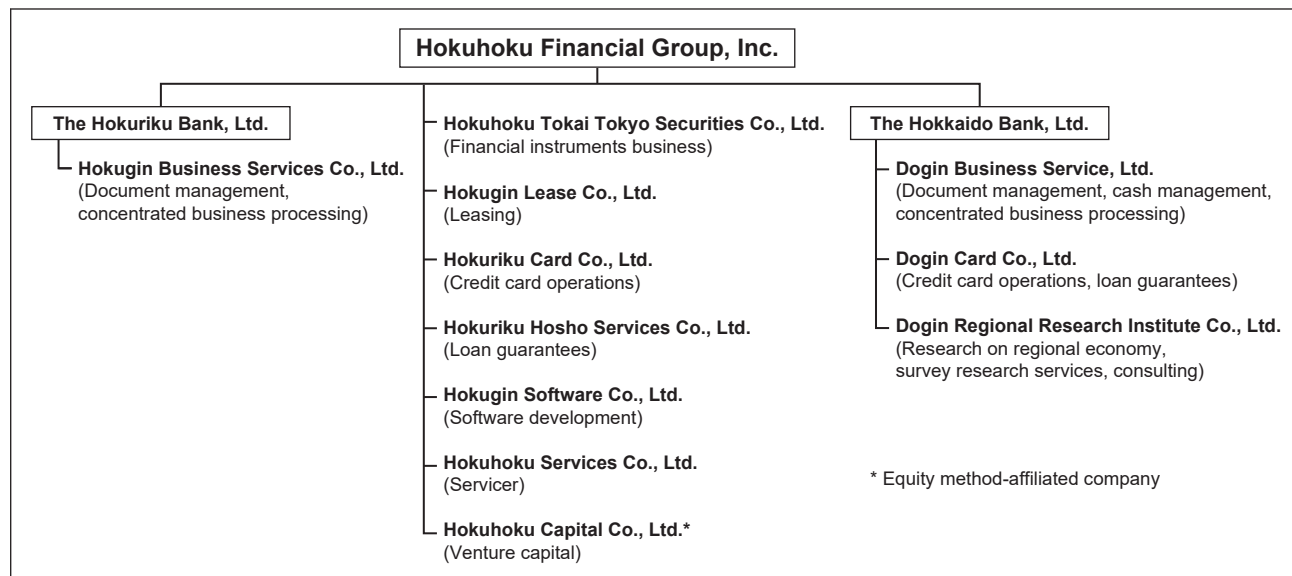 Hokuhoku Financial Group, Inc.
The Hokuriku Bank, Ltd.
Hokugin Business Services Co., Ltd.
(Document management,
concentrated business processing)
Hokuhoku Tokai Tokyo Securities Co., Ltd.
(Financial instruments business)
Hokugin Lease Co., Ltd.
(Leasing)
Hokuriku Card Co., Ltd.
(Credit card operations)
Hokuriku Hosho Services Co., Ltd.
(Loan guarantees)
Hokugin Software Co., Ltd.
(Software development)
Hokuhoku Services Co., Ltd.
(Servicer)
Hokuhoku Capital Co., Ltd.*
(Venture capital)
The Hokkaido Bank, Ltd.
Dogin Business Service, Ltd.
(Document management, cash management,
concentrated business processing)
Dogin Card Co., Ltd.
(Credit card operations, loan guarantees)
Dogin Regional Research Institute Co., Ltd.
(Research on regional economy,
survey research services, consulting)
* Equity method-affiliated company